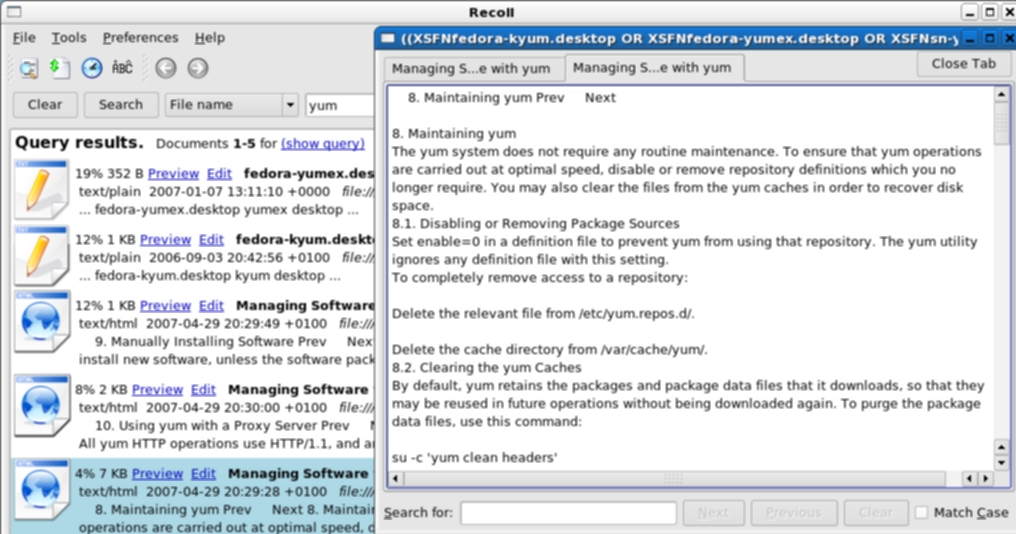 Recoll
File Tools Preferences Help
ABC
Clear Search File name yum
Query results. Documents 1-5 for (show query)
19% 352 B Preview Edit fedora-yumex.des
text/plain 2007-01-07 13:11:10 +0000 file://
... fedora-yumex.desktop yumex desktop ...
12% 1 KB Preview Edit fedora-kyum.deskt
text/plain 2006-09-03 20:42:56 +0100 file://
... fedora-kyum.desktop kyum desktop ...
12% 1 KB Preview Edit Managing Software
text/html 2007-04-29 20:29:49 +0100 file:///
9. Manually Installing Software Prev Nex
install new software, unless the software pack
8% 2 KB Preview Edit Managing Software
text/html 2007-04-29 20:30:00 +0100 file:///
10. Using yum with a Proxy Server Prev
All yum HTTP operations use HTTP/1.1, and a
4% 7 KB Preview Edit Managing Software
text/html 2007-04-29 20:29:28 +0100 file:///
8. Maintaining yum Prev Next 8. Maintai
operations are carried out at optimal speed, d
((XSFNfedora-kyum.desktop OR XSFNfedora-yumex.desktop OR XSFNsn-y
Managing S...e with yum Managing S...e with yum Close Tab
8. Maintaining yum Prev Next
8. Maintaining yum
The yum system does not require any routine maintenance. To ensure that yum operations
are carried out at optimal speed, disable or remove repository definitions which you no
longer require. You may also clear the files from the yum caches in order to recover disk
space.
8.1. Disabling or Removing Package Sources
Set enable=0 in a definition file to prevent yum from using that repository. The yum utility
ignores any definition file with this setting.
To completely remove access to a repository:
Delete the relevant file from /etc/yum.repos.d/.
Delete the cache directory from /var/cache/yum/.
8.2. Clearing the yum Caches
By default, yum retains the packages and package data files that it downloads, so that they
may be reused in future operations without being downloaded again. To purge the package
data files, use this command:
su -c 'yum clean headers'
Search for: Next Previous Clear Match Case